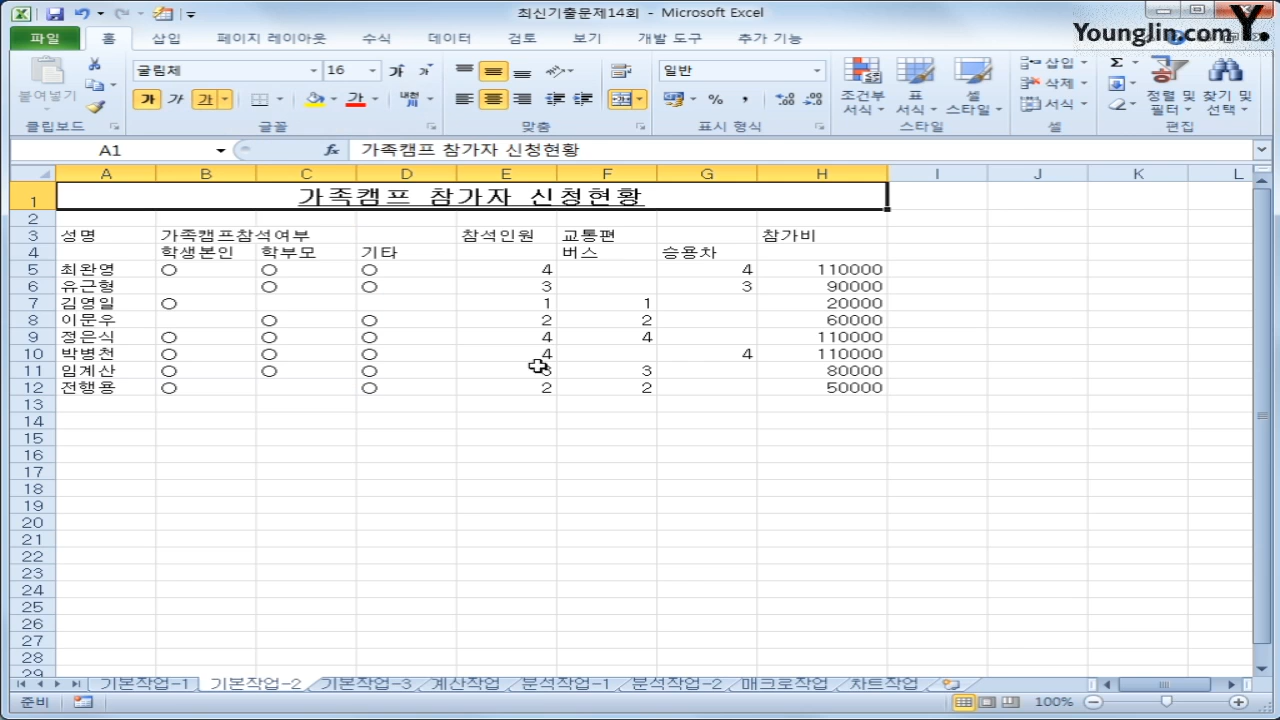 최신기출문제14회 - Microsoft Excel
Younglin.com Y.
파일 홈 삽입 페이지 레이아웃 수식 데이터 검토 보기 개발 도구 추가 기능
붙여넣기 굴림체 16 가 가 일반 조건부 서식 표 서식 셀 스타일 삽입 삭제 서식 정렬 및 필터 찾기 및 선택
가 가 가 가 %
클립보드 글꼴 맞춤 표시 형식 스타일 셀 편집
A1 fx 가족캠프 참가자 신청현황
A B C D E F G H I J K L
1 가족캠프 참가자 신청현황
2
3 성명 가족캠프참석여부 참석인원 교통편 참가비
4 학생본인 학부모 기타 버스 승용차
5 최완영 ○ ○ ○ 4 4 110000
6 유근형 ○ ○ 3 3 90000
7 김영일 ○ 1 1 20000
8 이문우 ○ ○ 2 2 60000
9 정은식 ○ ○ ○ 4 4 110000
10 박병천 ○ ○ ○ 4 4 110000
11 임계산 ○ ○ ○ 3 3 80000
12 전행용 ○ ○ 2 2 50000
13
14
15
16
17
18
19
20
21
22
23
24
25
26
27
28
29
기본작업-1 기본작업-2 기본작업-3 계산작업 분석작업-1 분석작업-2 매크로작업 차트작업
준비 100%